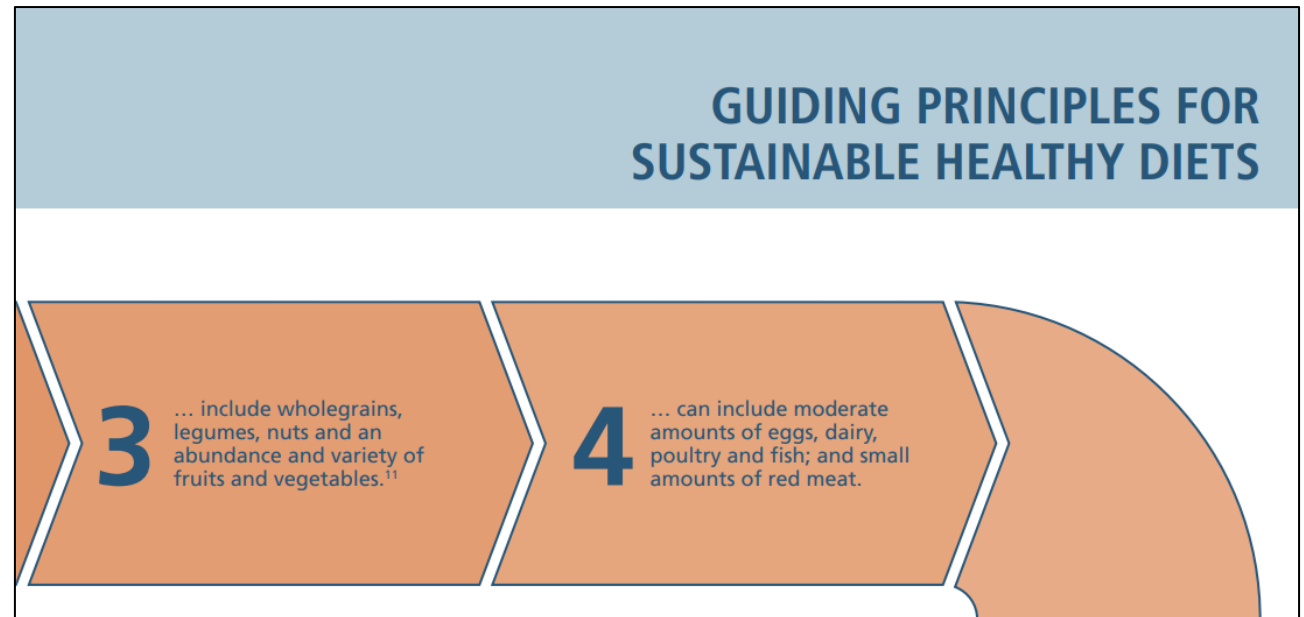 GUIDING PRINCIPLES FOR
SUSTAINABLE HEALTHY DIETS
3
... include wholegrains,
legumes, nuts and an
abundance and variety of
fruits and vegetables.¹¹
4
... can include moderate
amounts of eggs, dairy,
poultry and fish; and small
amounts of red meat.